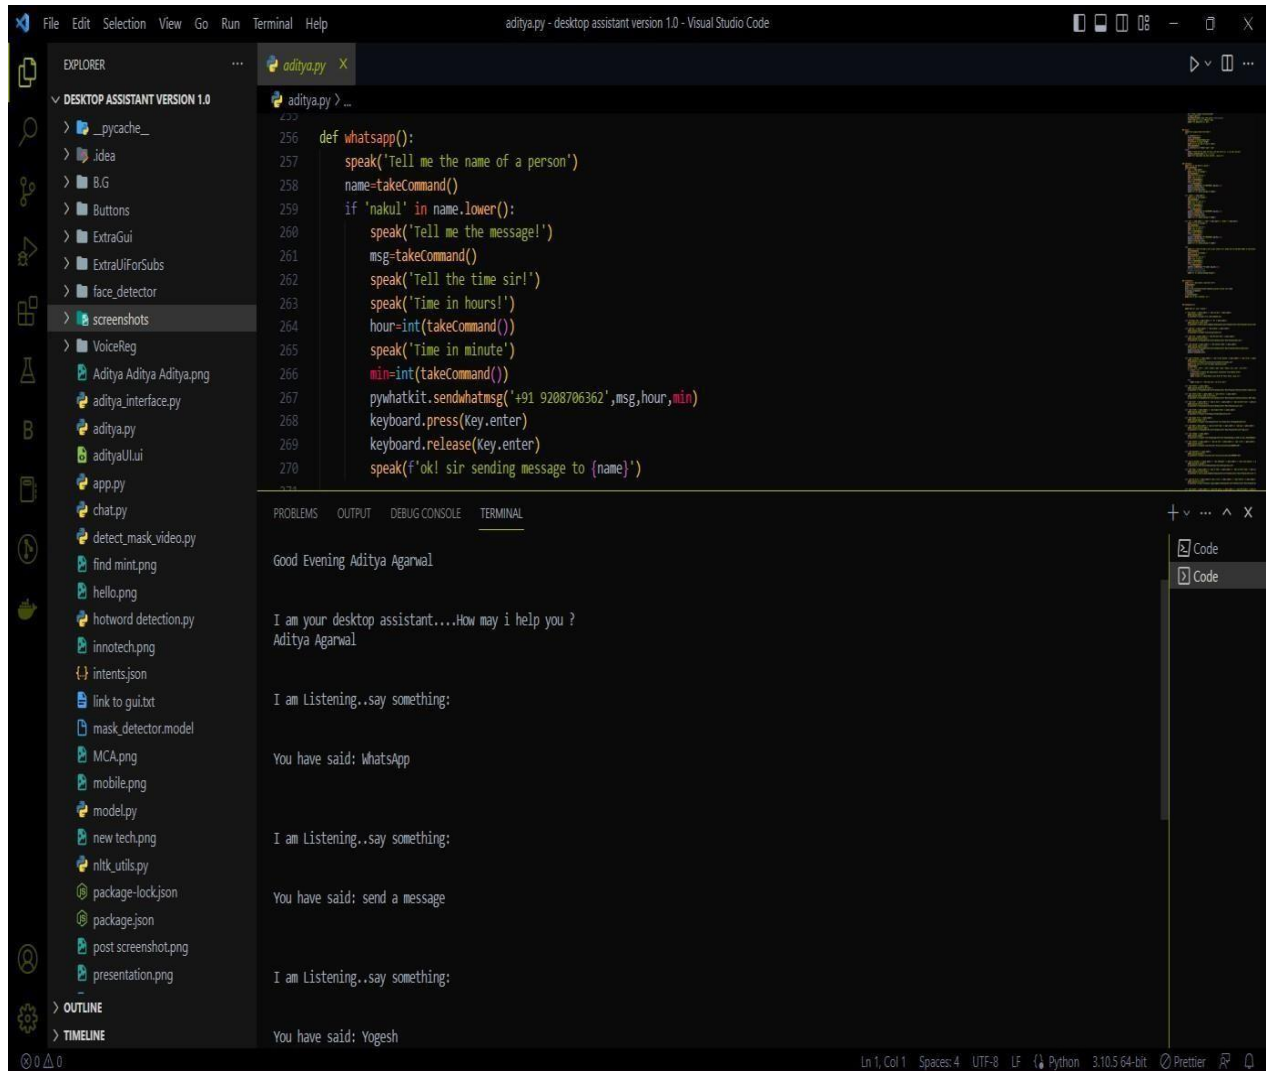 File Edit Selection View Go Run Terminal Help
aditya.py - desktop assistant version 1.0 - Visual Studio Code
EXPLORER
DESKTOP ASSISTANT VERSION 1.0
__pycache__
.idea
B.G
Buttons
ExtraGui
ExtraUiForSubs
face_detector
screenshots
VoiceReg
Aditya Aditya Aditya.png
aditya_interface.py
aditya.py
adityaUI.ui
app.py
chat.py
detect_mask_video.py
find mint.png
hello.png
hotword detection.py
innotech.png
intents.json
link to gui.txt
mask_detector.model
MCA.png
mobile.png
model.py
new tech.png
nltk_utils.py
package-lock.json
package.json
post screenshot.png
presentation.png
OUTLINE
TIMELINE
aditya.py
aditya.py > ...
255
256 def whatsapp():
257 speak('Tell me the name of a person')
258 name=takeCommand()
259 if 'nakul' in name.lower():
260 speak('Tell me the message!')
261 msg=takeCommand()
262 speak('Tell the time sir!')
263 speak('Time in hours!')
264 hour=int(takeCommand())
265 speak('Time in minute')
266 min=int(takeCommand())
267 pywhatkit.sendwhatmsg('+91 9208706362',msg,hour,min)
268 keyboard.press(Key.enter)
269 keyboard.release(Key.enter)
270 speak(f'ok! sir sending message to {name}')
271
PROBLEMS OUTPUT DEBUG CONSOLE TERMINAL
Code
Code
Good Evening Aditya Agarwal
I am your desktop assistant....How may i help you ?
Aditya Agarwal
I am Listening..say something:
You have said: WhatsApp
I am Listening..say something:
You have said: send a message
I am Listening..say something:
You have said: Yogesh
0 0
Ln 1, Col 1 Spaces: 4 UTF-8 LF Python 3.10.5 64-bit Prettier